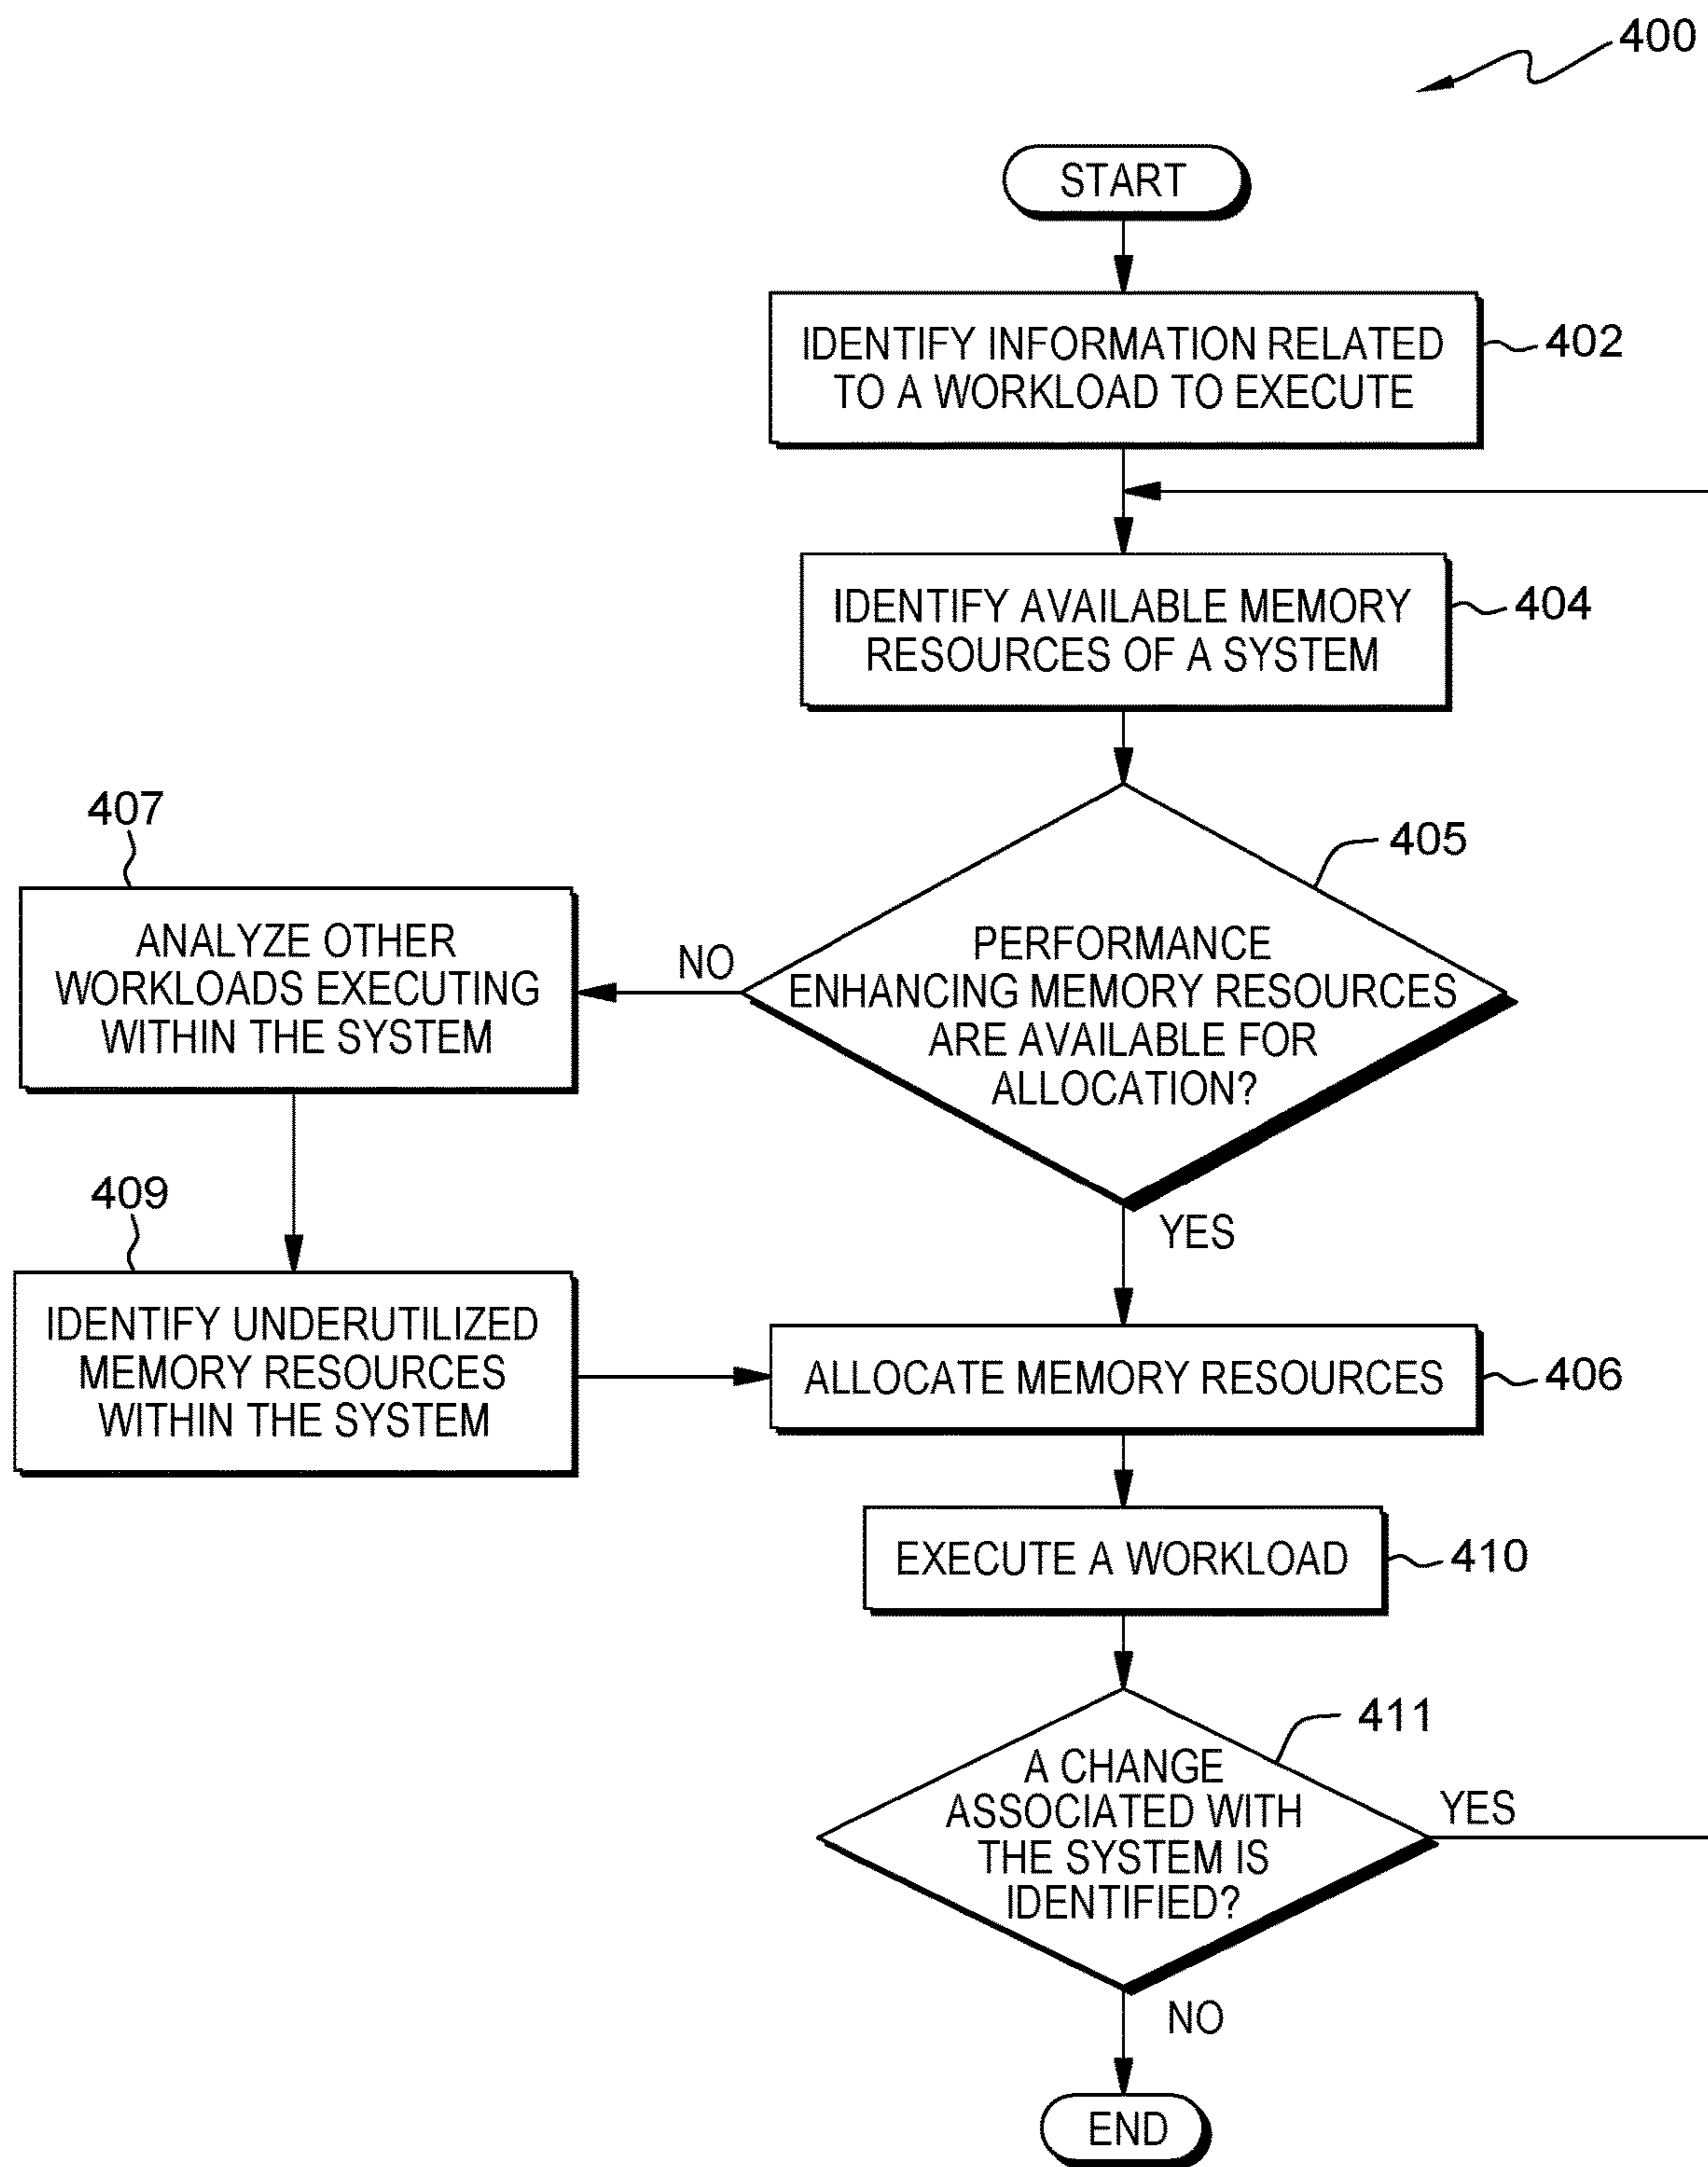 400
START
IDENTIFY INFORMATION RELATED
TO A WORKLOAD TO EXECUTE
402
IDENTIFY AVAILABLE MEMORY
RESOURCES OF A SYSTEM
404
405
PERFORMANCE
ENHANCING MEMORY RESOURCES
ARE AVAILABLE FOR
ALLOCATION?
NO
407
ANALYZE OTHER
WORKLOADS EXECUTING
WITHIN THE SYSTEM
409
IDENTIFY UNDERUTILIZED
MEMORY RESOURCES
WITHIN THE SYSTEM
YES
ALLOCATE MEMORY RESOURCES
406
EXECUTE A WORKLOAD
410
411
A CHANGE
ASSOCIATED WITH
THE SYSTEM IS
IDENTIFIED?
YES
NO
END